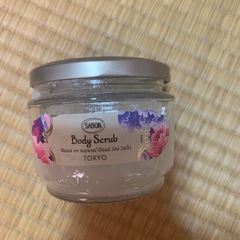 SABON
Body Scrub
Based on natural Dead Sea Salts
TOKYO